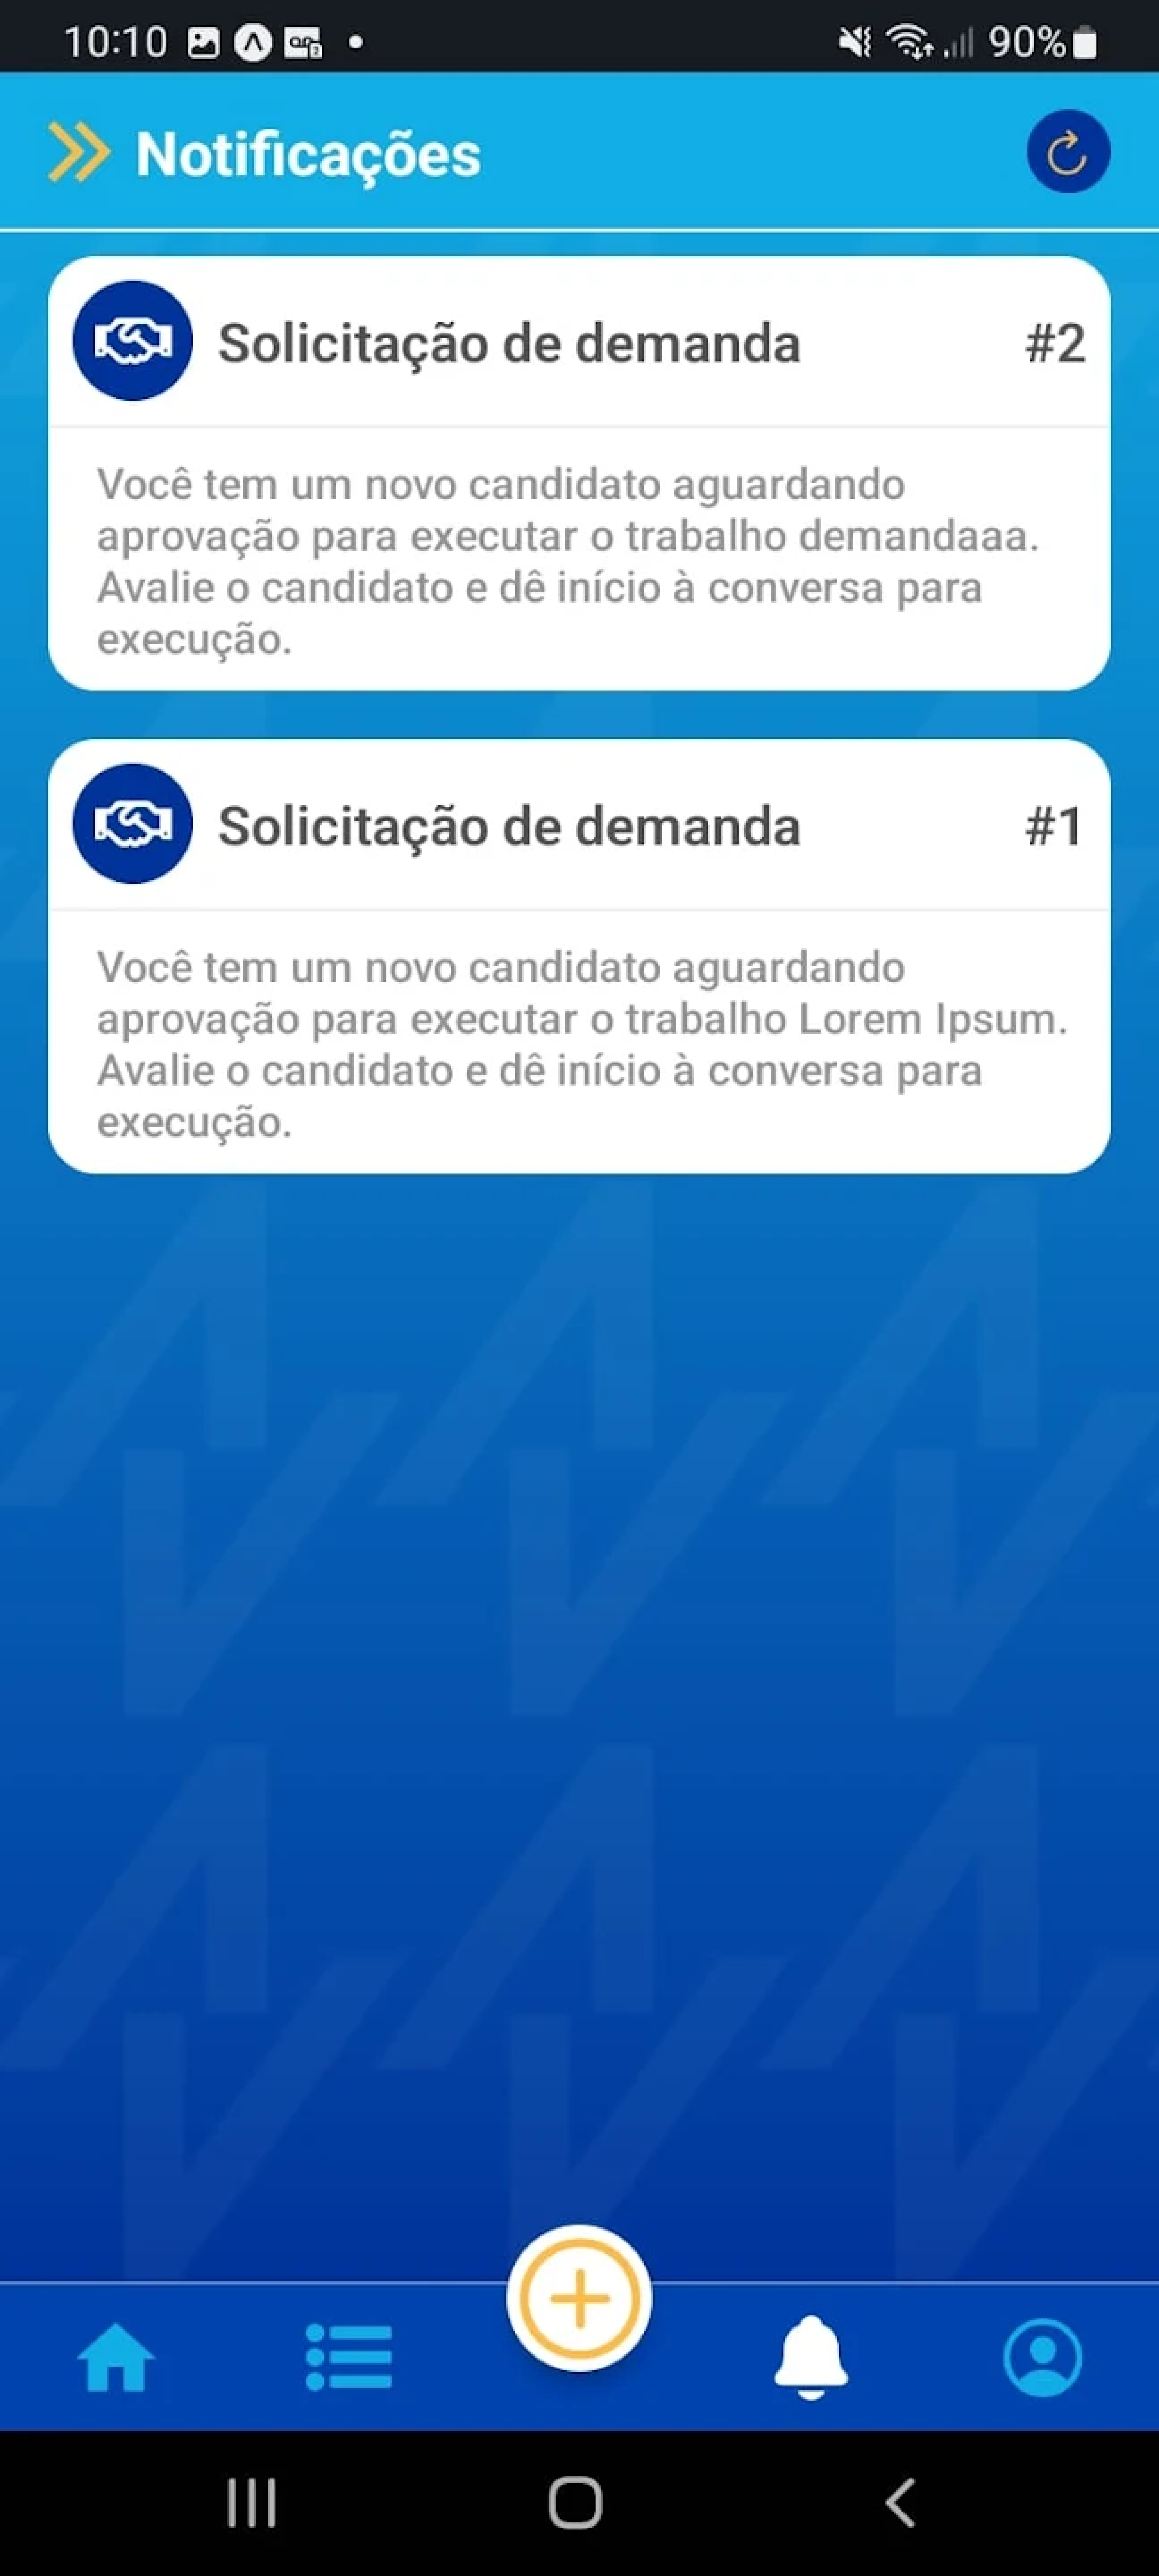 10:10
90%
Notificações
Solicitação de demanda #2
Você tem um novo candidato aguardando
aprovação para executar o trabalho demandaaa.
Avalie o candidato e dê início à conversa para
execução.
Solicitação de demanda #1
Você tem um novo candidato aguardando
aprovação para executar o trabalho Lorem Ipsum.
Avalie o candidato e dê início à conversa para
execução.